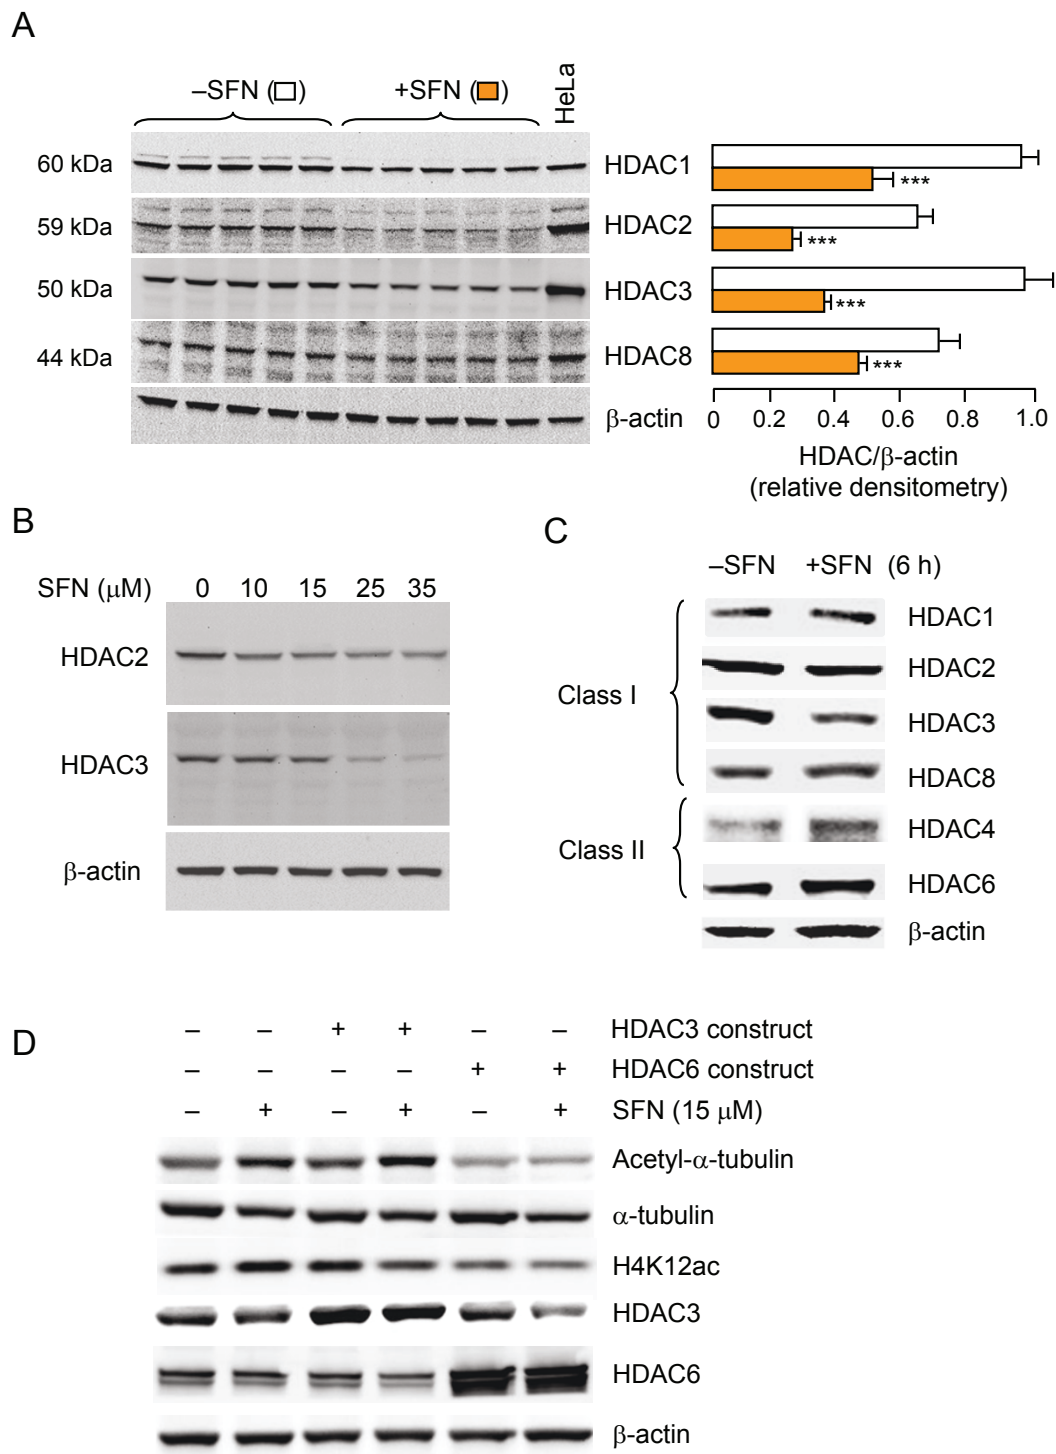 A
–SFN (□)
+SFN (■)
HeLa
60 kDa
HDAC1
***
59 kDa
HDAC2
***
50 kDa
HDAC3
***
44 kDa
HDAC8
***
β-actin
0 0.2 0.4 0.6 0.8 1.0
HDAC/β-actin
(relative densitometry)
B
SFN (μM) 0 10 15 25 35
HDAC2
HDAC3
β-actin
C
–SFN +SFN (6 h)
Class I
HDAC1
HDAC2
HDAC3
HDAC8
Class II
HDAC4
HDAC6
β-actin
D
– – + + – – HDAC3 construct
– – – – + + HDAC6 construct
– + – + – + SFN (15 μM)
Acetyl-α-tubulin
α-tubulin
H4K12ac
HDAC3
HDAC6
β-actin